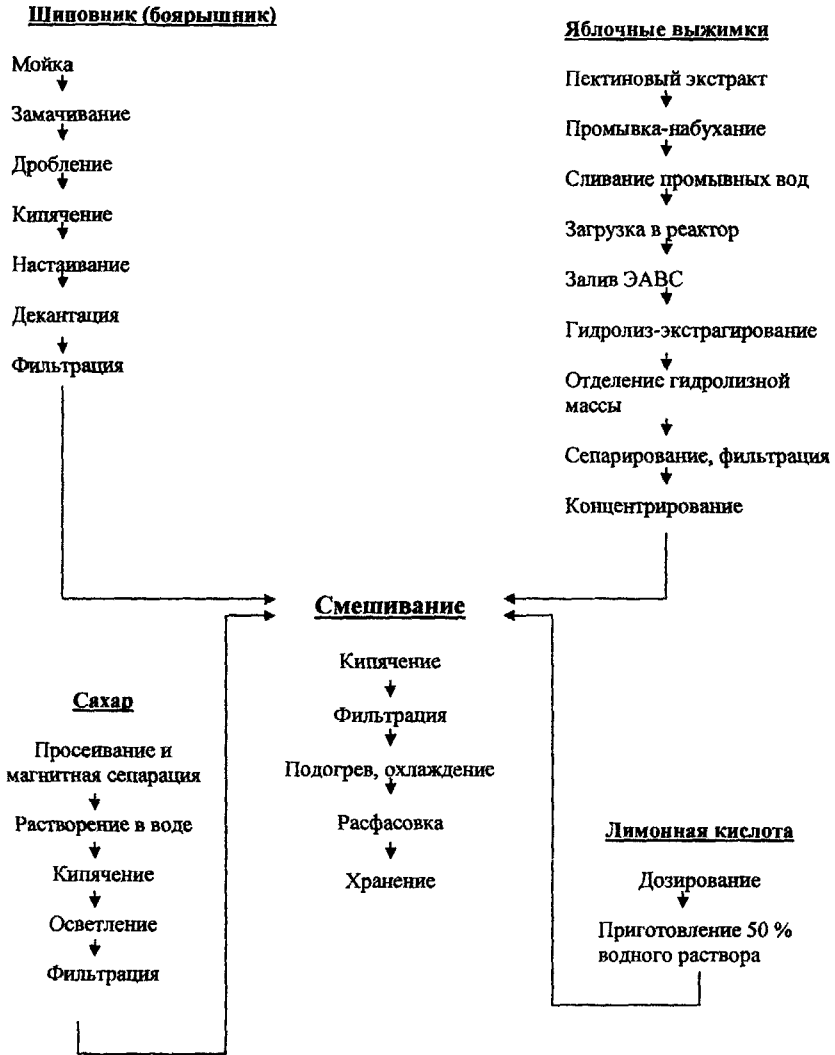 Шиповник (боярышник)
Мойка
Замачивание
Дробление
Кипячение
Настаивание
Декантация
Фильтрация
Яблочные выжимки
Пектиновый экстракт
Промывка-набухание
Сливание промывных вод
Загрузка в реактор
Залив ЭАВС
Гидролиз-экстрагирование
Отделение гидролизной
массы
Сепарирование, фильтрация
Концентрирование
Смешивание
Кипячение
Фильтрация
Подогрев, охлаждение
Расфасовка
Хранение
Сахар
Просеивание и
магнитная сепарация
Растворение в воде
Кипячение
Осветление
Фильтрация
Лимонная кислота
Дозирование
Приготовление 50 %
водного раствора